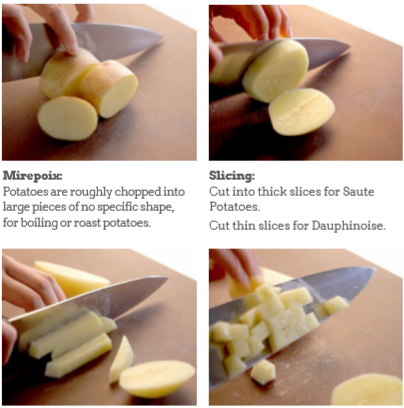 Mirepoix:
Potatoes are roughly chopped into
large pieces of no specific shape,
for boiling or roast potatoes.
Slicing:
Cut into thick slices for Saute
Potatoes.
Cut thin slices for Dauphinoise.